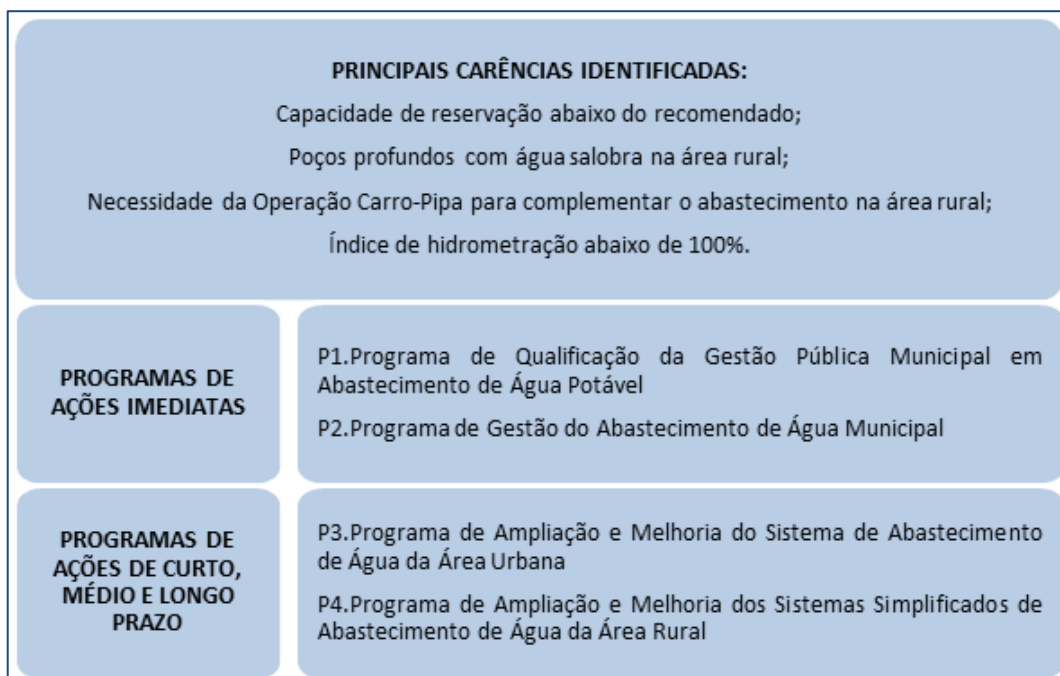 PRINCIPAIS CARÊNCIAS IDENTIFICADAS:
Capacidade de reservação abaixo do recomendado;
Poços profundos com água salobra na área rural;
Necessidade da Operação Carro-Pipa para complementar o abastecimento na área rural;
Índice de hidrometração abaixo de 100%.
PROGRAMAS DE
AÇÕES IMEDIATAS
P1.Programa de Qualificação da Gestão Pública Municipal em
Abastecimento de Água Potável
P2.Programa de Gestão do Abastecimento de Água Municipal
PROGRAMAS DE
AÇÕES DE CURTO,
MÉDIO E LONGO
PRAZO
P3.Programa de Ampliação e Melhoria do Sistema de Abastecimento
de Água da Área Urbana
P4.Programa de Ampliação e Melhoria dos Sistemas Simplificados de
Abastecimento de Água da Área Rural